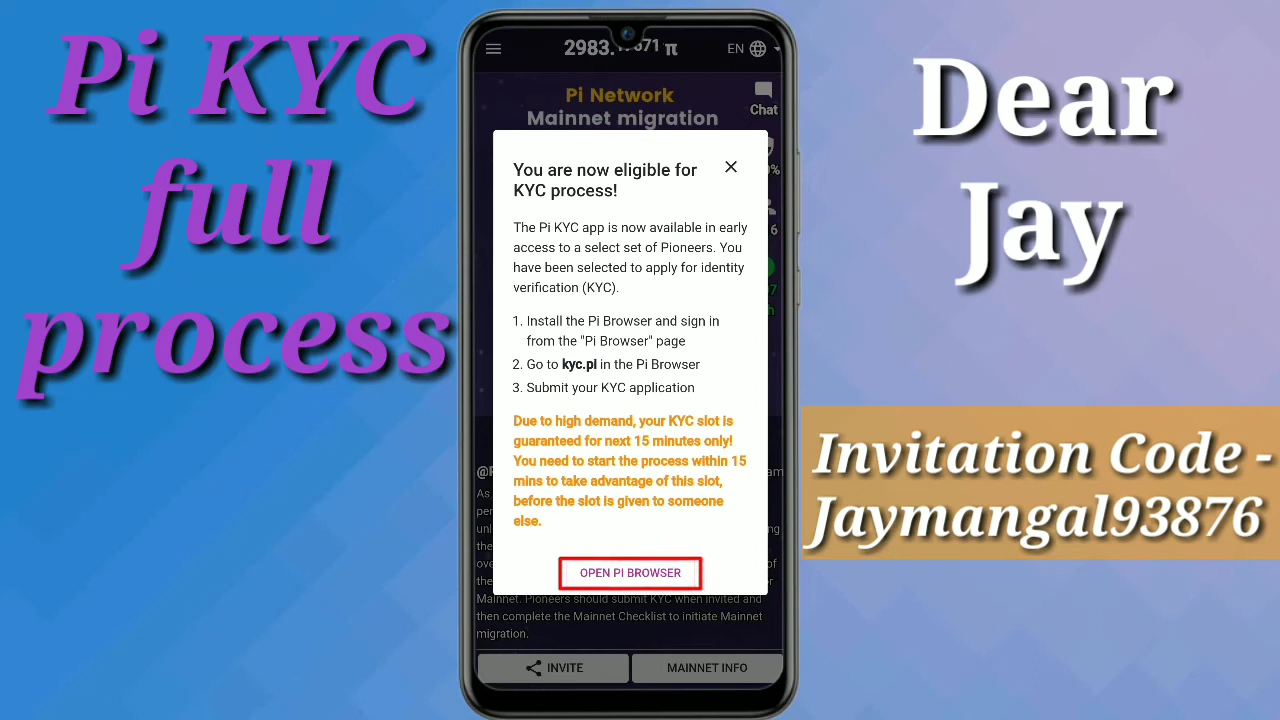 Pi KYC
full
process
2983.
671 π
EN
Pi Network
Mainnet migration
Chat
You are now eligible for
KYC process!
The Pi KYC app is now available in early
access to a select set of Pioneers. You
have been selected to apply for identity
verification (KYC).
1. Install the Pi Browser and sign in
from the "Pi Browser" page
2. Go to kyc.pi in the Pi Browser
3. Submit your KYC application
Due to high demand, your KYC slot is
guaranteed for next 15 minutes only!
You need to start the process within 15
mins to take advantage of this slot,
before the slot is given to someone
else.
OPEN PI BROWSER
Mainnet. Pioneers should submit KYC when invited and
then complete the Mainnet Checklist to initiate Mainnet
migration.
INVITE
MAINNET INFO
Dear
Jay
Invitation Code -
Jaymangal93876